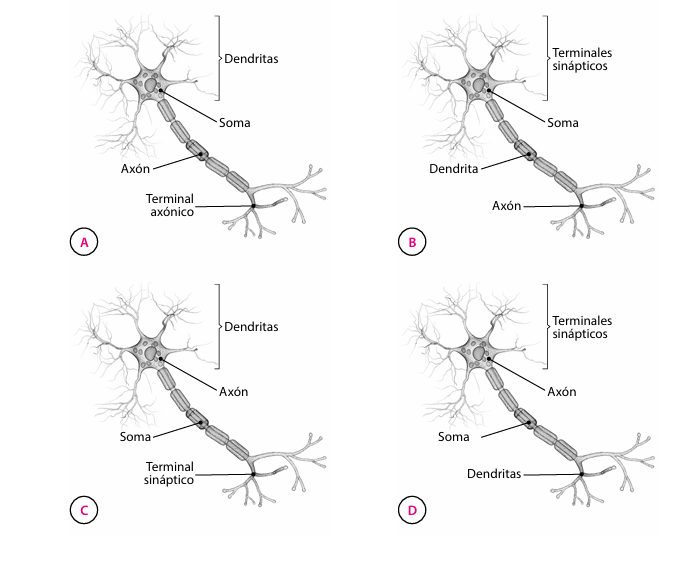 Dendritas
Soma
Axón
Terminal
axónico
A
Terminales
sinápticos
Soma
Dendrita
Axón
B
Dendritas
Axón
Soma
Terminal
sináptico
C
Terminales
sinápticos
Axón
Soma
Dendritas
D